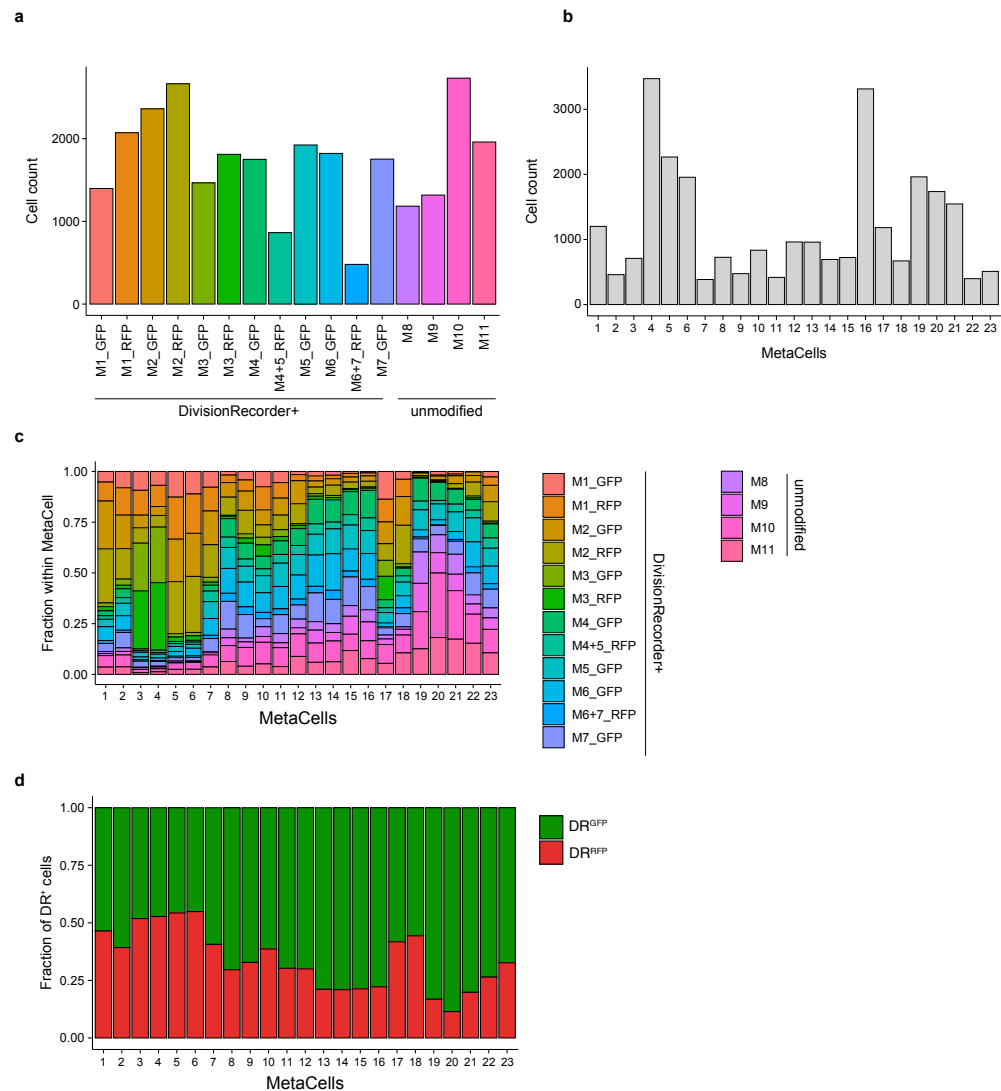 a
Cell count
2000
1000
0
M1_GFP
M1_RFP
M2_GFP
M2_RFP
M3_GFP
M3_RFP
M4_GFP
M4+5_RFP
M5_GFP
M6_GFP
M6+7_RFP
M7_GFP
M8
M9
M10
M11
DivisionRecorder+
unmodified
b
Cell count
3000
2000
1000
0
1 2 3 4 5 6 7 8 9 10 11 12 13 14 15 16 17 18 19 20 21 22 23
MetaCells
c
Fraction within MetaCell
1.00
0.75
0.50
0.25
0.00
1 2 3 4 5 6 7 8 9 10 11 12 13 14 15 16 17 18 19 20 21 22 23
MetaCells
M1_GFP
M1_RFP
M2_GFP
M2_RFP
M3_GFP
M3_RFP
M4_GFP
M4+5_RFP
M5_GFP
M6_GFP
M6+7_RFP
M7_GFP
DivisionRecorder+
M8
M9
M10
M11
unmodified
d
Fraction of DR⁺ cells
1.00
0.75
0.50
0.25
0.00
1 2 3 4 5 6 7 8 9 10 11 12 13 14 15 16 17 18 19 20 21 22 23
MetaCells
DRᴳᶠᴾ
DRᴿᶠᴾ